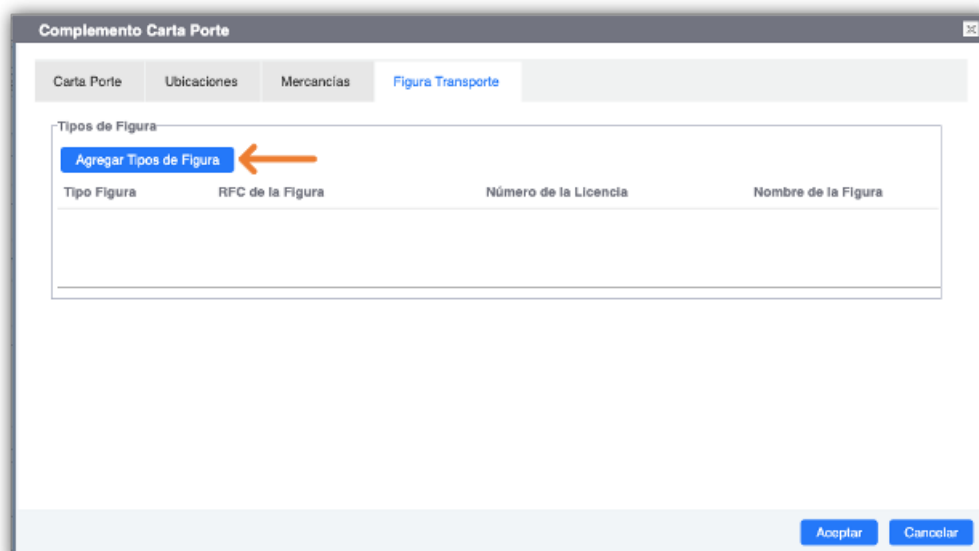 Complemento Carta Porte
Carta Porte Ubicaciones Mercancías Figura Transporte
Tipos de Figura
Agregar Tipos de Figura
Tipo Figura RFC de la Figura Número de la Licencia Nombre de la Figura
Aceptar Cancelar